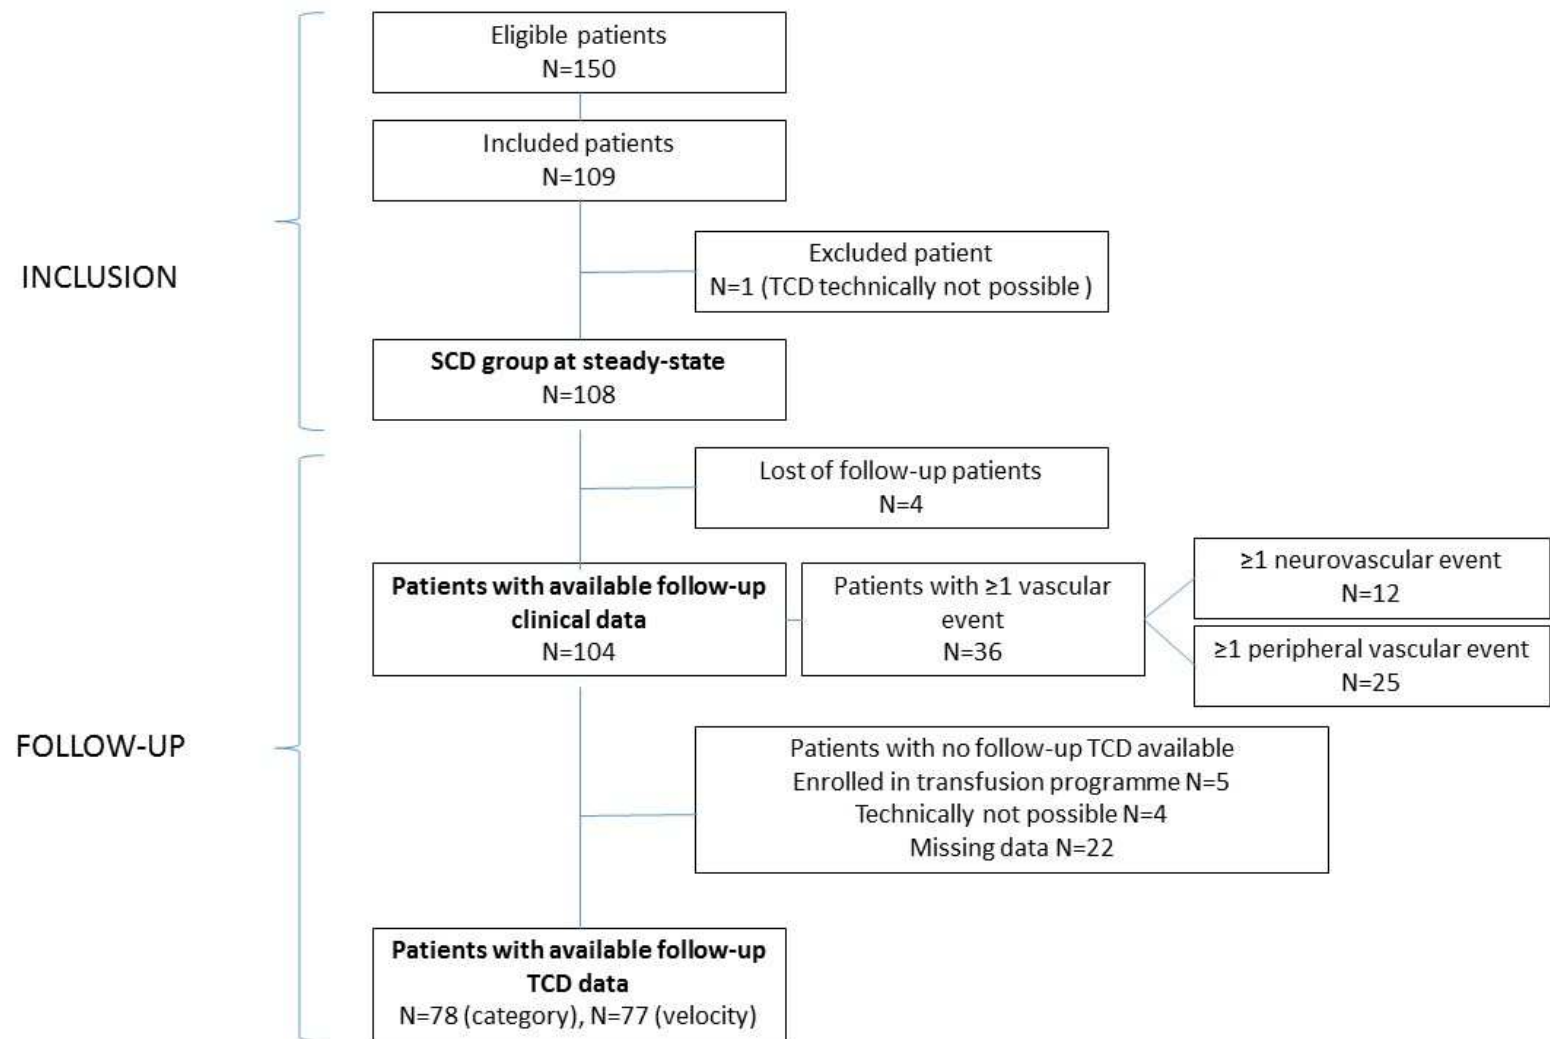 Eligible patients
N=150
Included patients
N=109
Excluded patient
N=1 (TCD technically not possible )
INCLUSION
SCD group at steady-state
N=108
Lost of follow-up patients
N=4
Patients with available follow-up
clinical data
N=104
Patients with ≥1 vascular
event
N=36
≥1 neurovascular event
N=12
≥1 peripheral vascular event
N=25
FOLLOW-UP
Patients with no follow-up TCD available
Enrolled in transfusion programme N=5
Technically not possible N=4
Missing data N=22
Patients with available follow-up
TCD data
N=78 (category), N=77 (velocity)